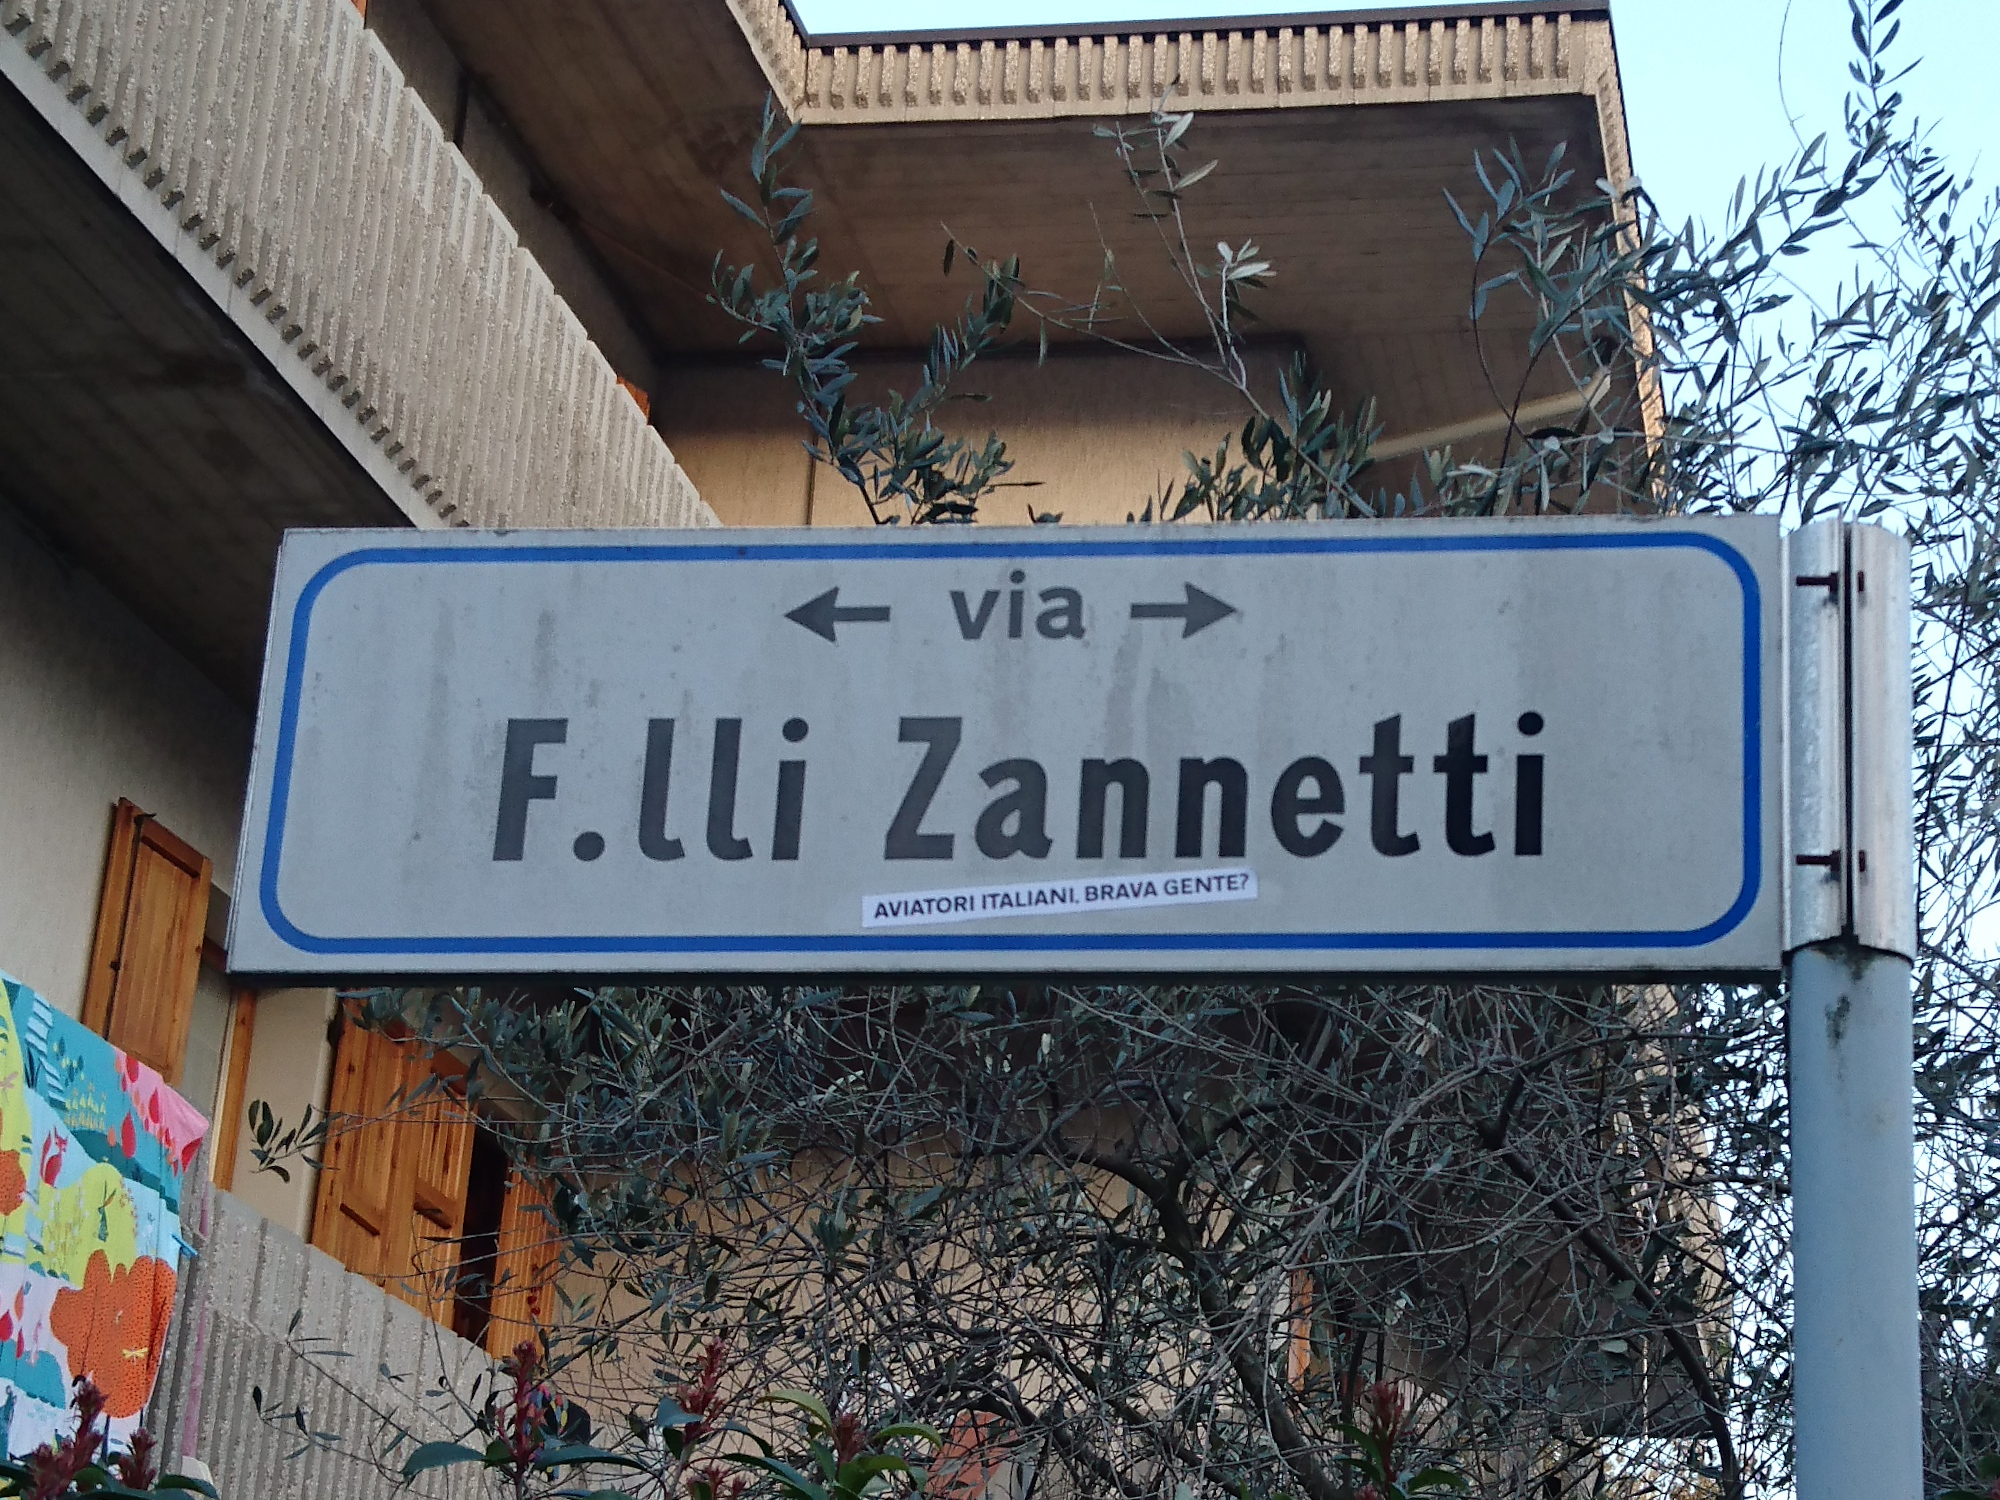 ← via →
F.lli Zannetti
AVIATORI ITALIANI, BRAVA GENTE?